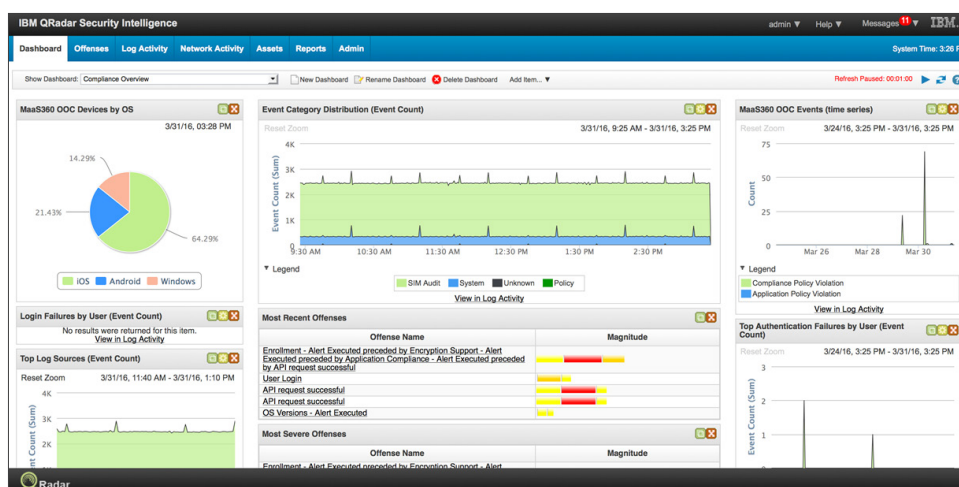 IBM QRadar Security Intelligence
admin ▼ Help ▼ Messages 11 ▼ IBM.
Dashboard Offenses Log Activity Network Activity Assets Reports Admin
System Time: 3:26 P
Show Dashboard: Compliance Overview
New Dashboard Rename Dashboard Delete Dashboard Add Item... ▼
Refresh Paused: 00:01:00
MaaS360 OOC Devices by OS
3/31/16, 03:28 PM
14.29%
21.43%
64.29%
iOS Android Windows
Login Failures by User (Event Count)
No results were returned for this item.
View in Log Activity
Top Log Sources (Event Count)
Reset Zoom 3/31/16, 11:40 AM - 3/31/16, 1:10 PM
4K
3K
2K
1K
nt Count (Sum)
Event Category Distribution (Event Count)
Reset Zoom 3/31/16, 9:25 AM - 3/31/16, 3:25 PM
4K
3K
2K
1K
0
Event Count (Sum)
9:30 AM 10:30 AM 11:30 AM 12:30 PM 1:30 PM 2:30 PM
▼ Legend
SIM Audit System Unknown Policy
View in Log Activity
Most Recent Offenses
Offense Name Magnitude
Enrollment - Alert Executed preceded by Encryption Support - Alert
Executed preceded by Application Compliance - Alert Executed preceded
by API request successful
User Login
API request successful
API request successful
OS Versions - Alert Executed
Most Severe Offenses
Offense Name Magnitude
Enrollment - Alert Executed preceded by Encryption Support - Alert
MaaS360 OOC Events (time series)
Reset Zoom 3/24/16, 3:25 PM - 3/31/16, 3:25 PM
75
50
25
0
Count
Mar 26 Mar 28 Mar 30
▼ Legend
Compliance Policy Violation
Application Policy Violation
View in Log Activity
Top Authentication Failures by User (Event
Count)
Reset Zoom 3/24/16, 3:25 PM - 3/31/16, 3:25 PM
3
2
1
Event Count (Sum)
Radar